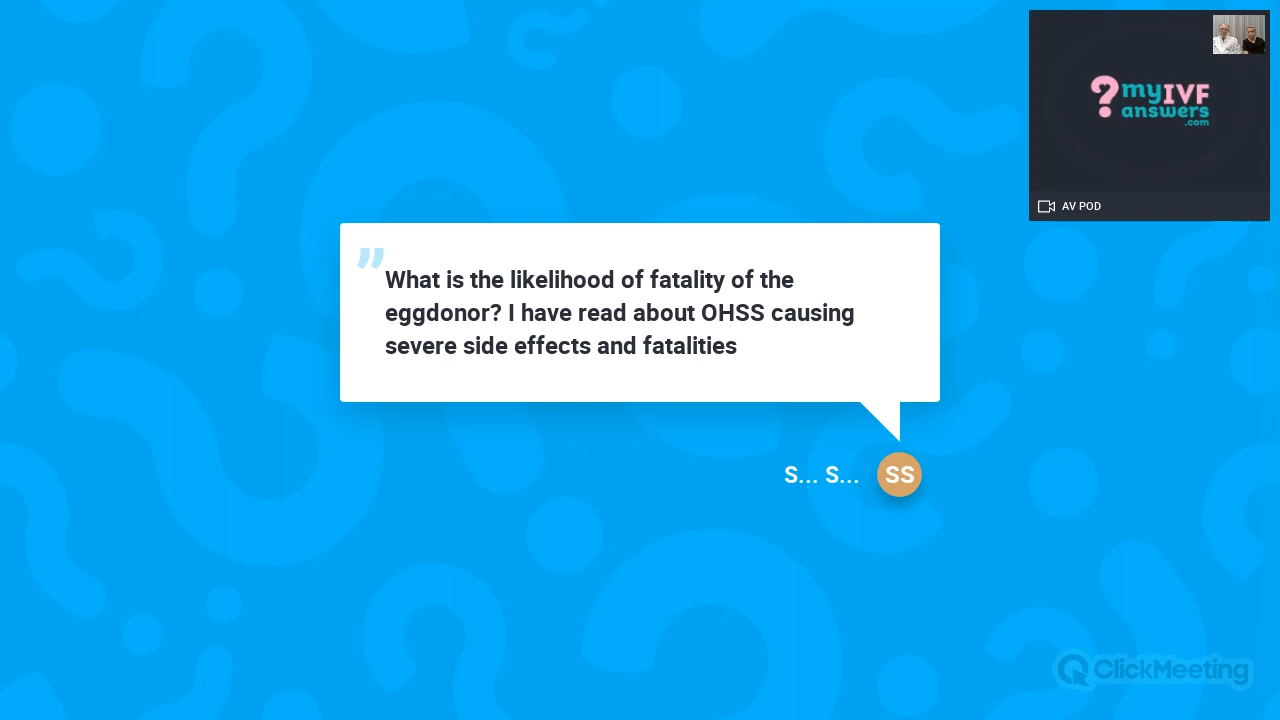 ?myIVF
answers
.com
AV POD
" What is the likelihood of fatality of the
eggdonor? I have read about OHSS causing
severe side effects and fatalities
S... S... SS
ClickMeeting